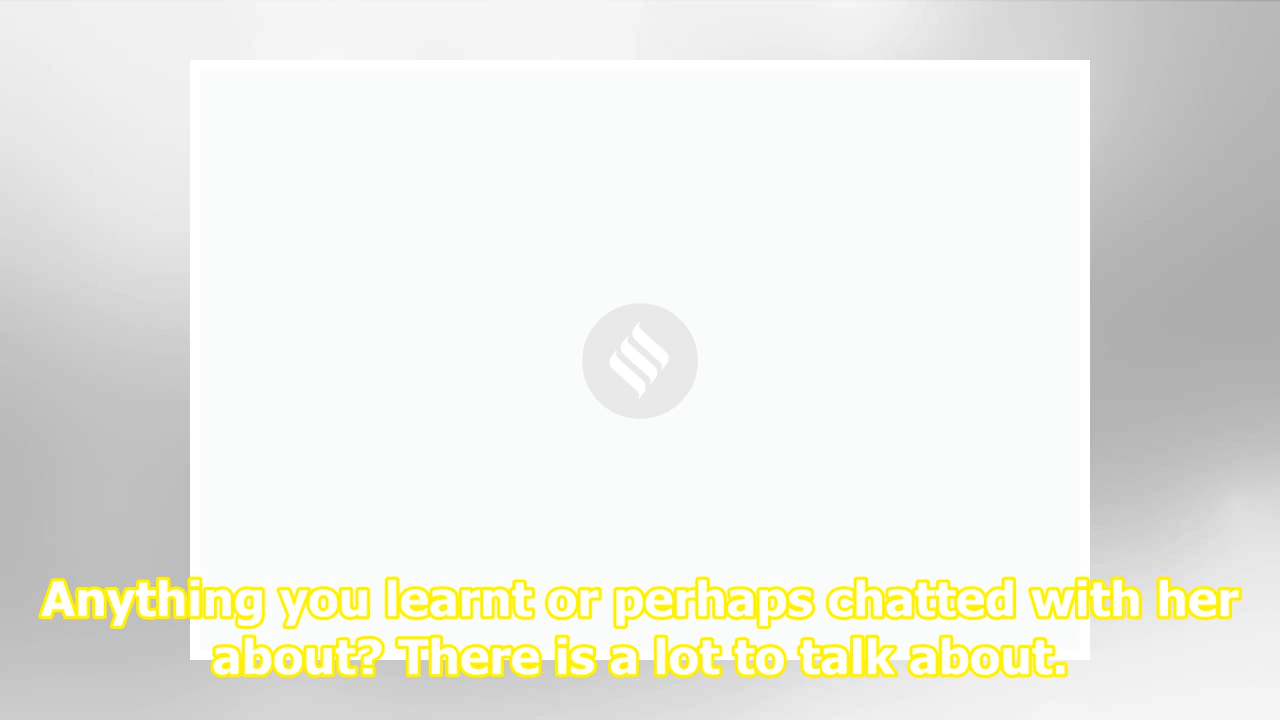 Anything you learnt or perhaps chatted with her
about? There is a lot to talk about.